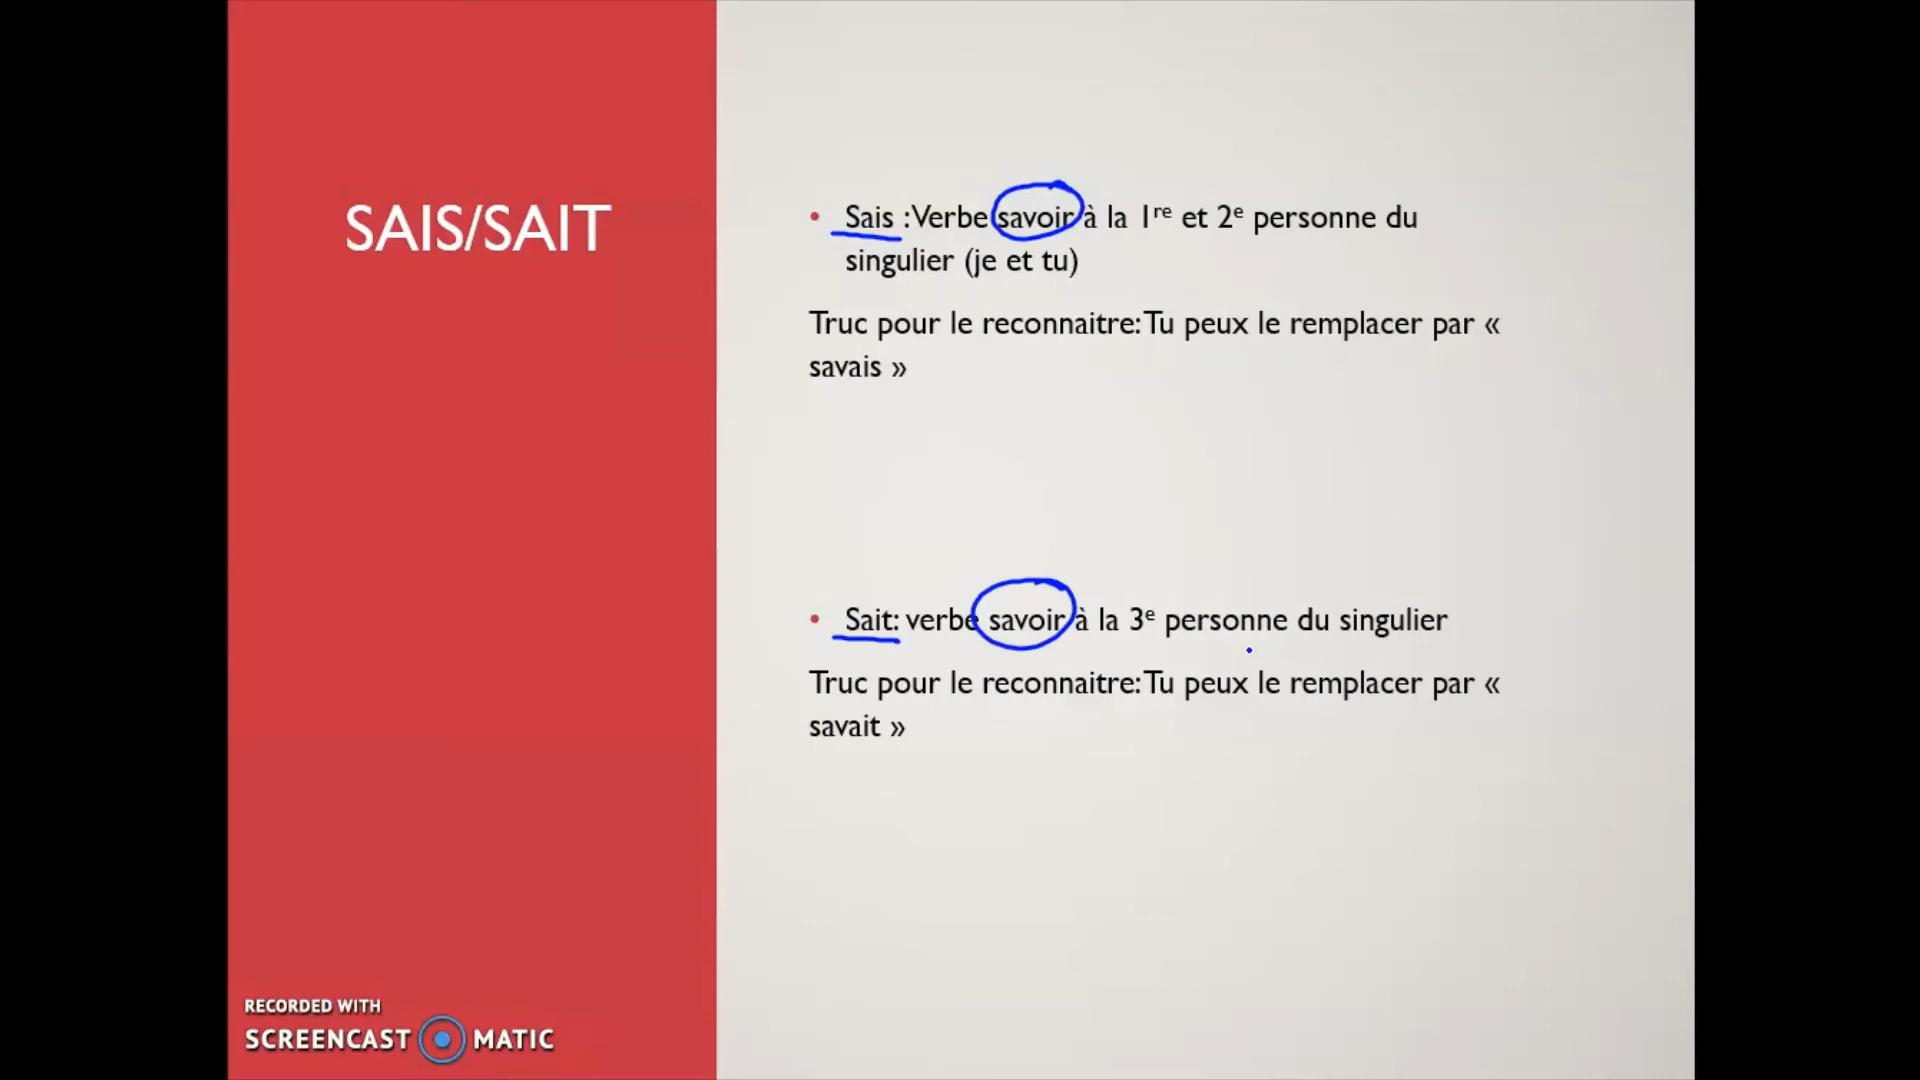 SAIS/SAIT
• Sais : Verbe savoir à la 1re et 2e personne du
singulier (je et tu)
Truc pour le reconnaitre: Tu peux le remplacer par «
savais »
• Sait: verbe savoir à la 3e personne du singulier
Truc pour le reconnaitre: Tu peux le remplacer par «
savait »
RECORDED WITH
SCREENCAST MATIC